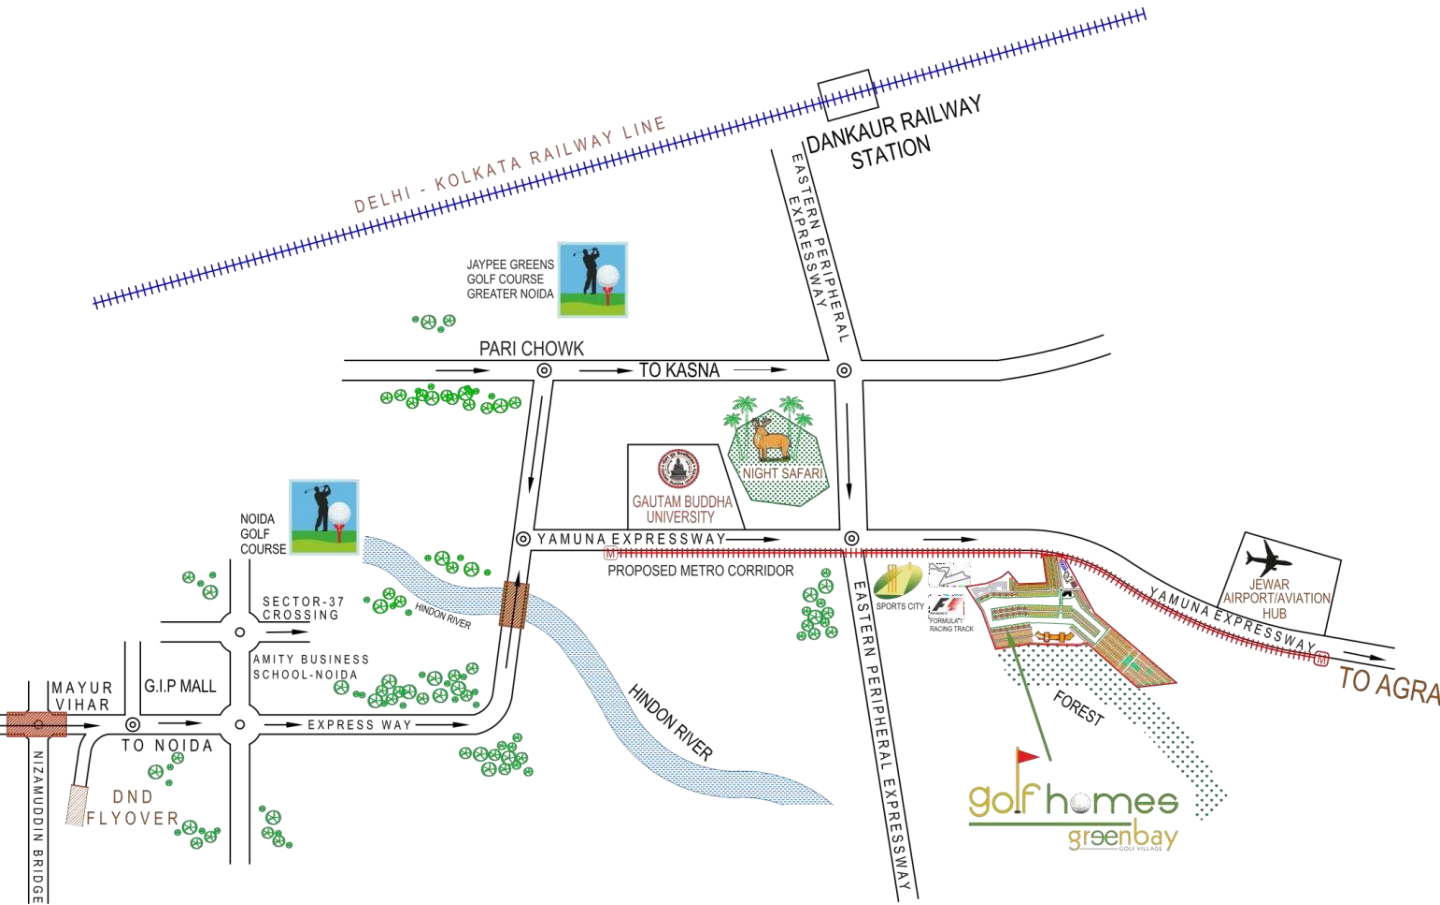 DELHI - KOLKATA RAILWAY LINE
DANKAUR RAILWAY
STATION
EASTERN PERIPHERAL
EXPRESSWAY
JAYPEE GREENS
GOLF COURSE
GREATER NOIDA
PARI CHOWK
TO KASNA
NIGHT SAFARI
GAUTAM BUDDHA
UNIVERSITY
NOIDA
GOLF
COURSE
YAMUNA EXPRESSWAY
M
PROPOSED METRO CORRIDOR
JEWAR
AIRPORT/AVIATION
HUB
YAMUNA EXPRESSWAY
M
TO AGRA
SPORTS CITY
F1
FORMULA'1
RACING TRACK
HINDON RIVER
SECTOR-37
CROSSING
AMITY BUSINESS
SCHOOL-NOIDA
MAYUR
VIHAR
G.I.P MALL
EXPRESS WAY
TO NOIDA
HINDON RIVER
EASTERN PERIPHERAL EXPRESSWAY
FOREST
NIZAMUDDIN BRIDGE
DND
FLYOVER
golf homes
greenbay
GOLF VILLAGE